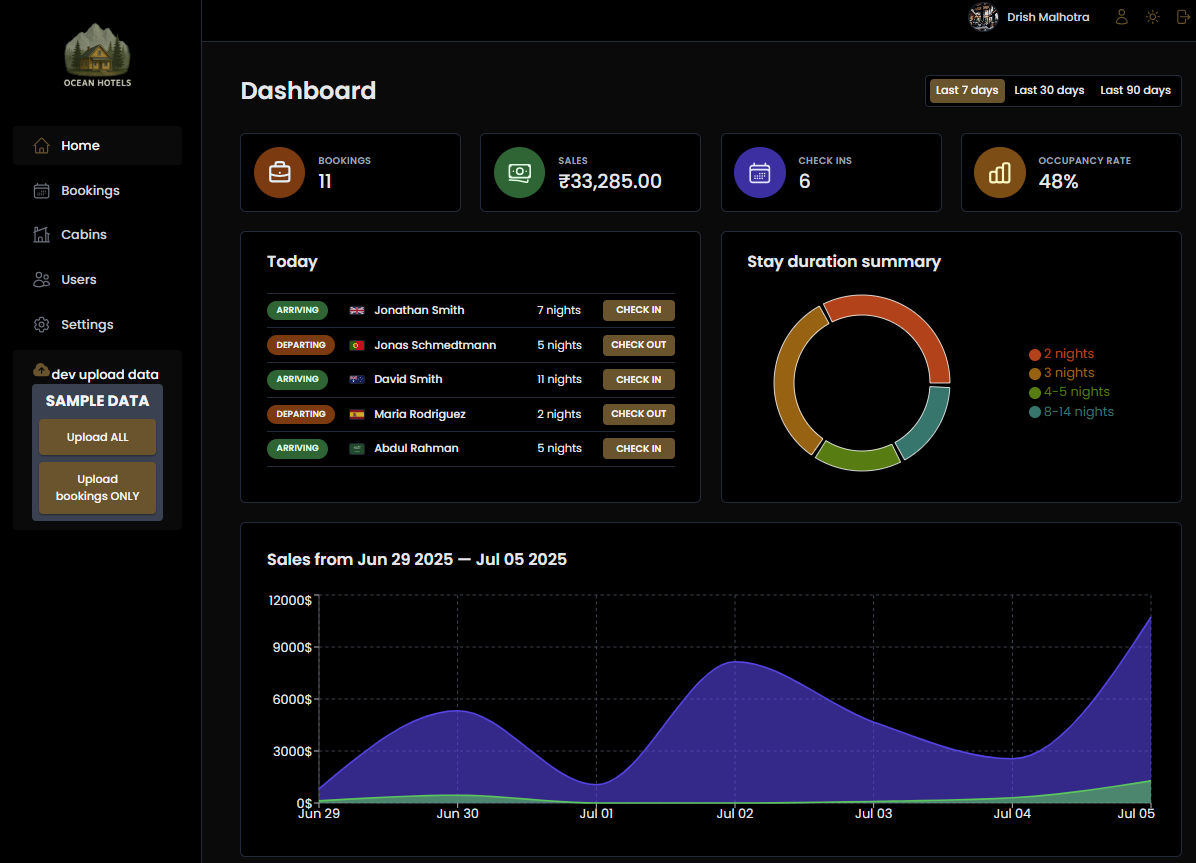 OCEAN HOTELS
Home
Bookings
Cabins
Users
Settings
dev upload data
SAMPLE DATA
Upload ALL
Upload
bookings ONLY
Drish Malhotra
Dashboard
Last 7 days Last 30 days Last 90 days
BOOKINGS
11
SALES
₹33,285.00
CHECK INS
6
OCCUPANCY RATE
48%
Today
ARRIVING Jonathan Smith 7 nights CHECK IN
DEPARTING Jonas Schmedtmann 5 nights CHECK OUT
ARRIVING David Smith 11 nights CHECK IN
DEPARTING Maria Rodriguez 2 nights CHECK OUT
ARRIVING Abdul Rahman 5 nights CHECK IN
Stay duration summary
2 nights
3 nights
4-5 nights
8-14 nights
Sales from Jun 29 2025 — Jul 05 2025
12000$
9000$
6000$
3000$
0$
Jun 29 Jun 30 Jul 01 Jul 02 Jul 03 Jul 04 Jul 05